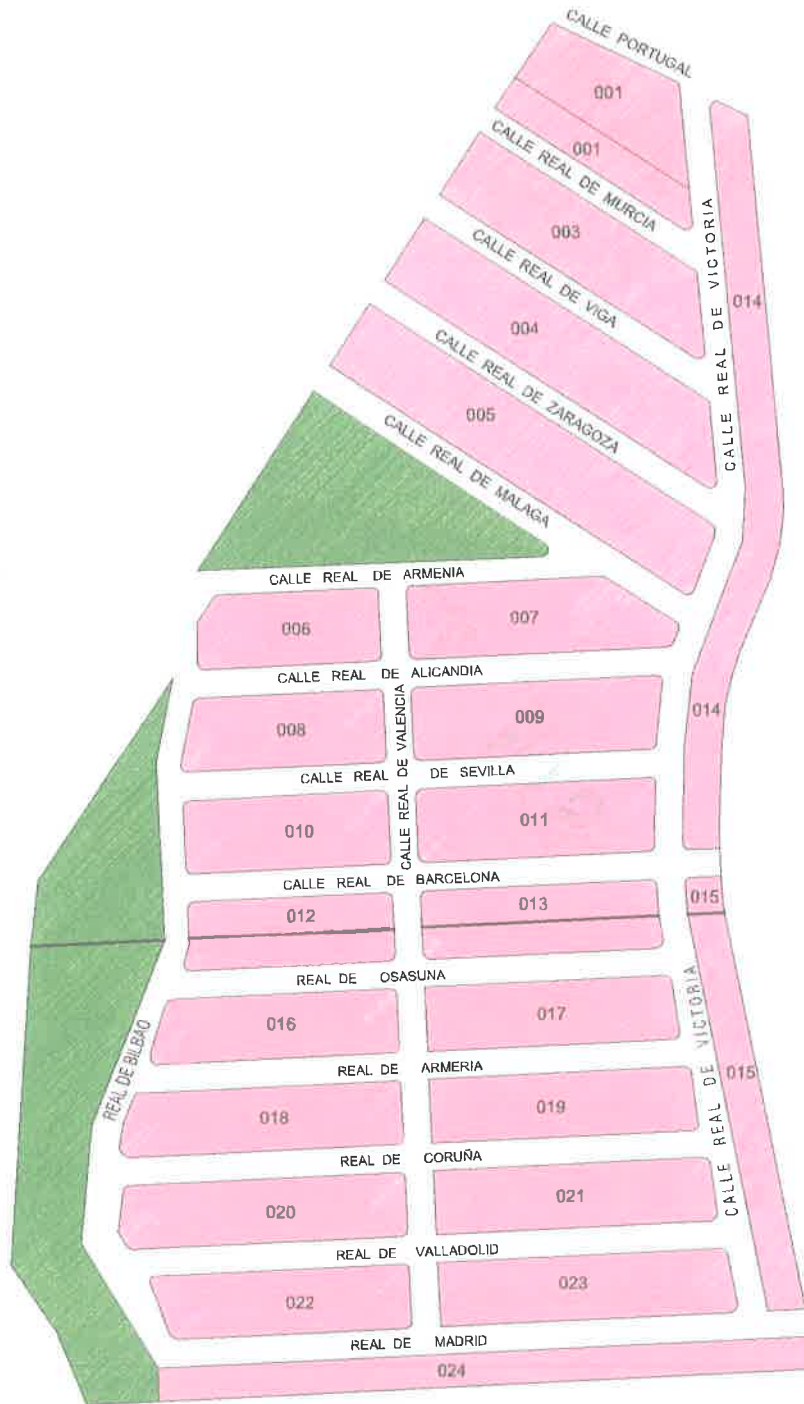 CALLE PORTUGAL
001
001
CALLE REAL DE MURCIA
003
CALLE REAL DE VIGA
004
CALLE REAL DE ZARAGOZA
005
CALLE REAL DE MALAGA
CALLE REAL DE VICTORIA
014
CALLE REAL DE ARMENIA
006
007
CALLE REAL DE ALICANDIA
008
CALLE REAL DE VALENCIA
009
014
CALLE REAL DE SEVILLA
010
011
CALLE REAL DE BARCELONA
012
013
015
REAL DE OSASUNA
016
017
REAL DE BILBAO
REAL DE ARMERIA
CALLE REAL DE VICTORIA
015
018
019
REAL DE CORUÑA
020
021
REAL DE VALLADOLID
022
023
REAL DE MADRID
024